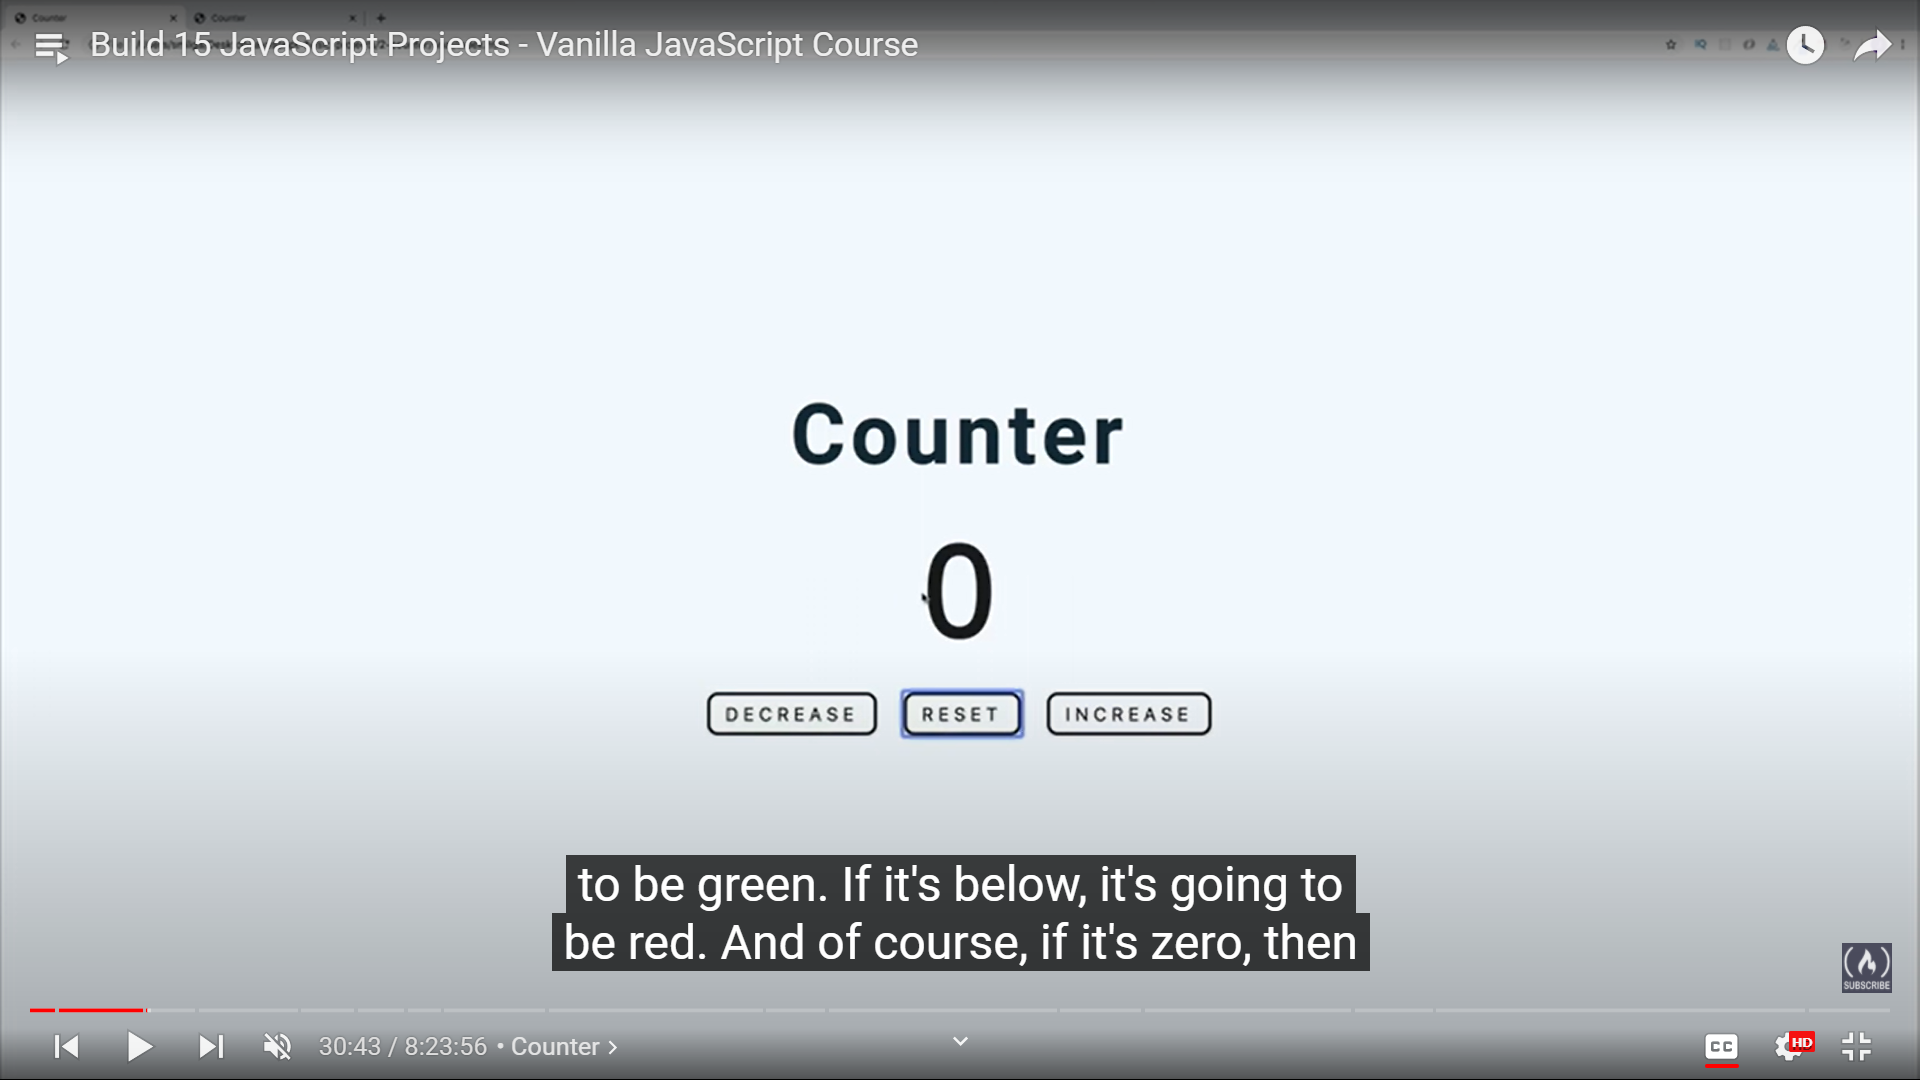 Counter
Counter
Build 15 JavaScript Projects - Vanilla JavaScript Course
Counter
0
DECREASE
RESET
INCREASE
to be green. If it's below, it's going to
be red. And of course, if it's zero, then
SUBSCRIBE
30:43 / 8:23:56 • Counter
CC
HD